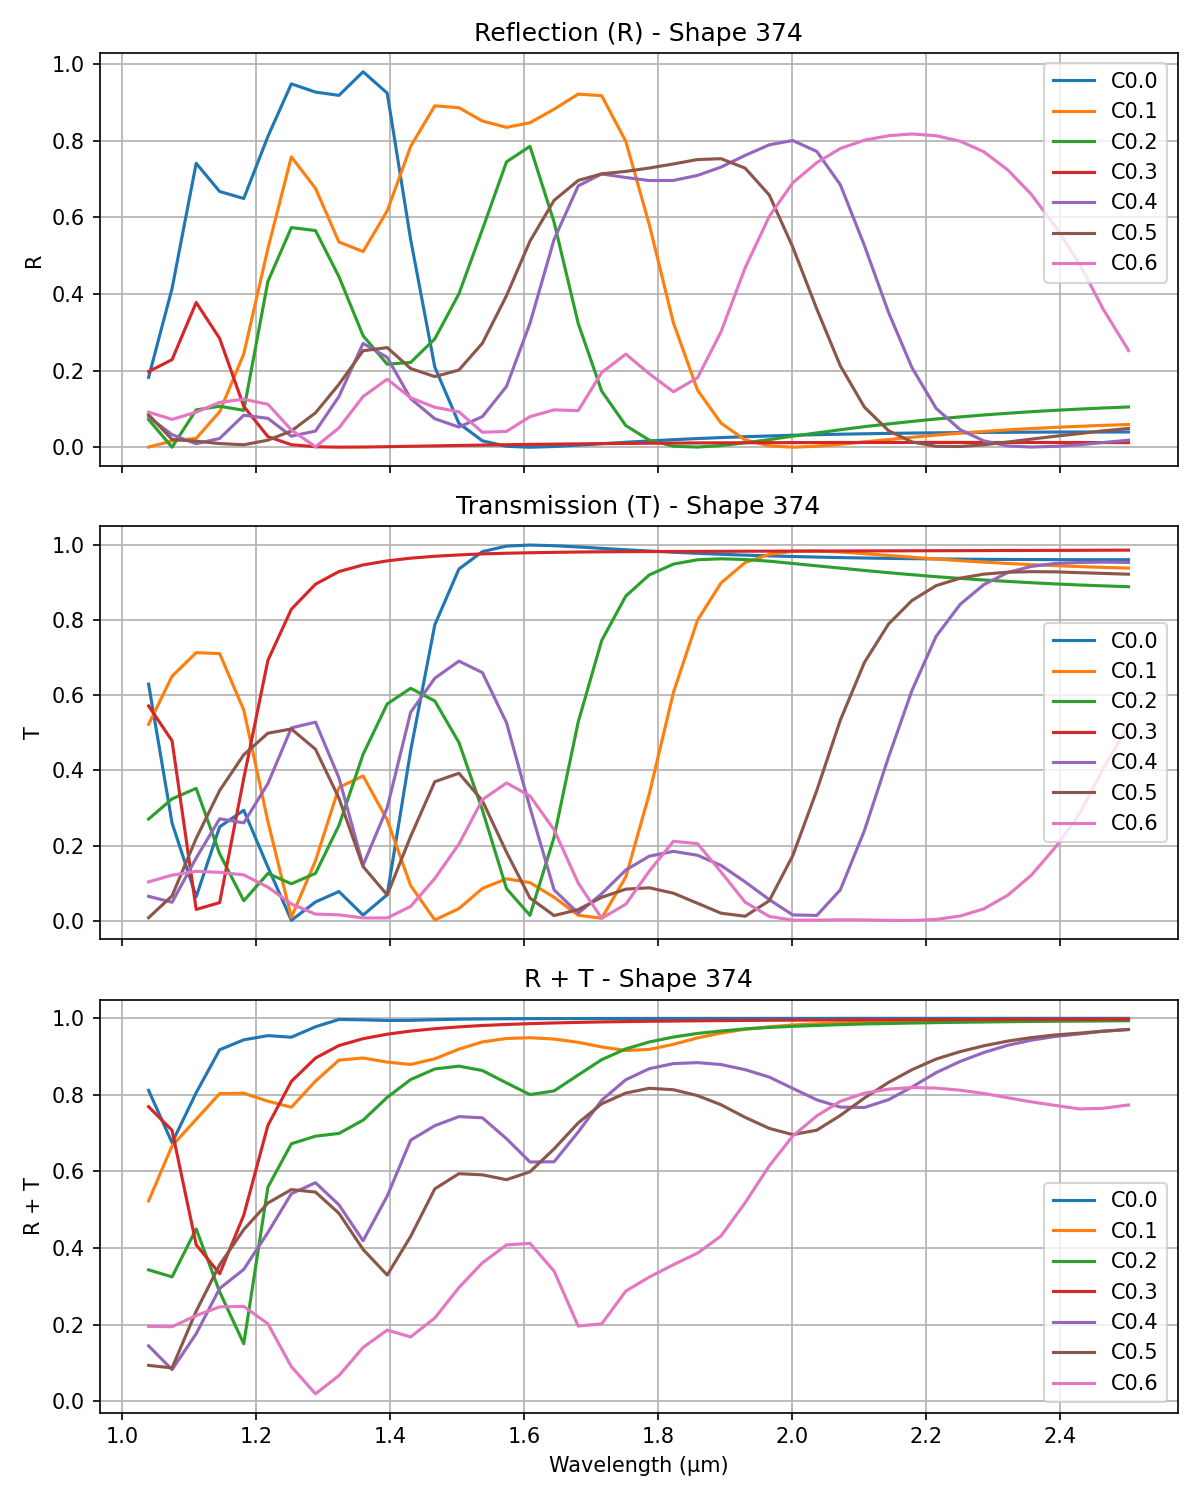 Reflection (R) - Shape 374
1.0
0.8
0.6
0.4
0.2
0.0
R
C0.0
C0.1
C0.2
C0.3
C0.4
C0.5
C0.6
Transmission (T) - Shape 374
1.0
0.8
0.6
0.4
0.2
0.0
T
C0.0
C0.1
C0.2
C0.3
C0.4
C0.5
C0.6
R + T - Shape 374
1.0
0.8
0.6
0.4
0.2
0.0
R + T
C0.0
C0.1
C0.2
C0.3
C0.4
C0.5
C0.6
1.0 1.2 1.4 1.6 1.8 2.0 2.2 2.4
Wavelength (μm)